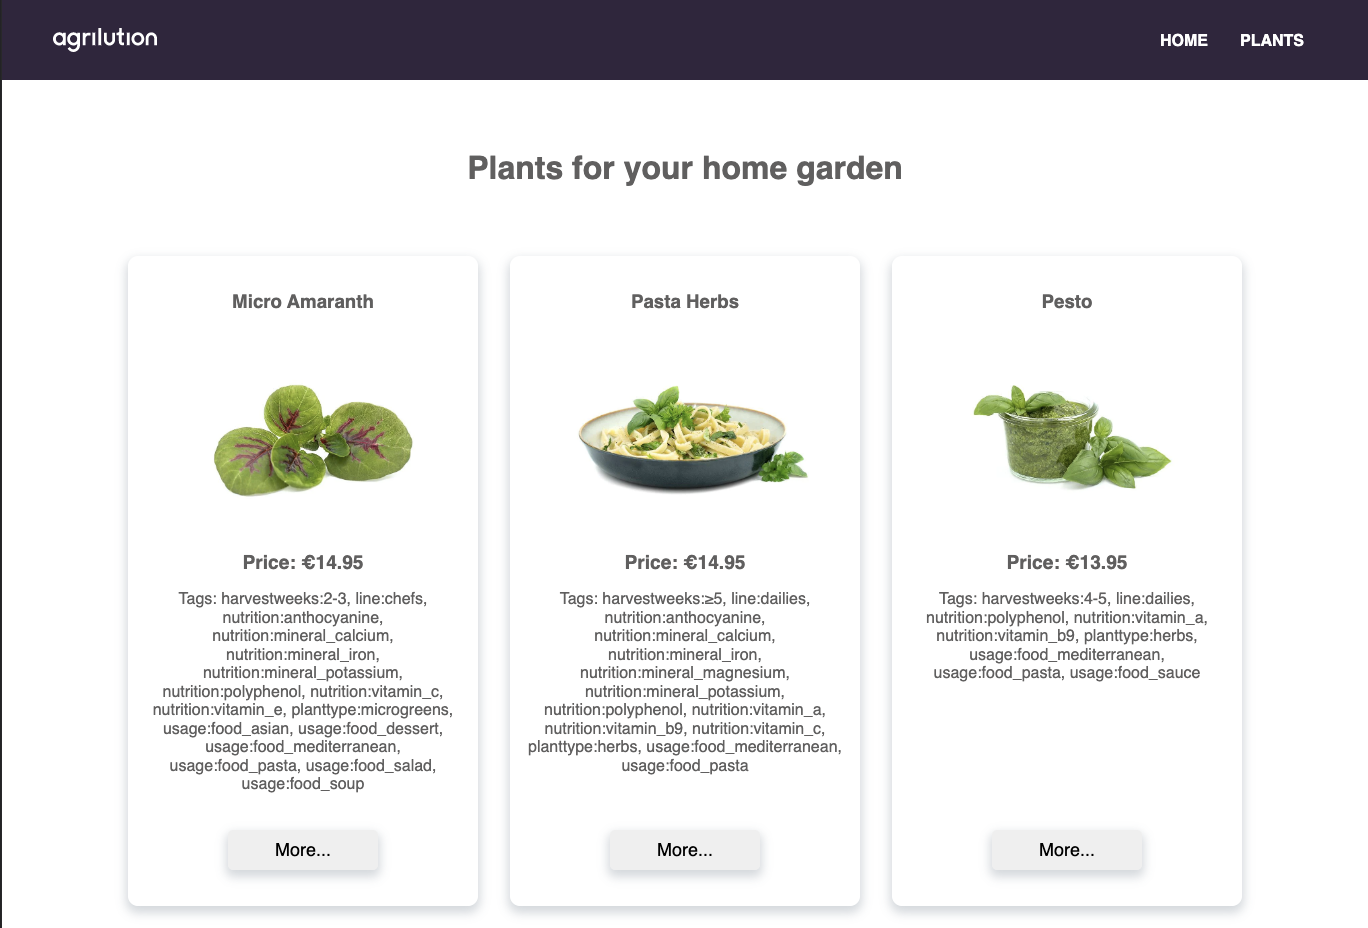 agrilution
HOME PLANTS
Plants for your home garden
Micro Amaranth
Price: €14.95
Tags: harvestweeks:2-3, line:chefs,
nutrition:anthocyanine,
nutrition:mineral_calcium,
nutrition:mineral_iron,
nutrition:mineral_potassium,
nutrition:polyphenol, nutrition:vitamin_c,
nutrition:vitamin_e, planttype:microgreens,
usage:food_asian, usage:food_dessert,
usage:food_mediterranean,
usage:food_pasta, usage:food_salad,
usage:food_soup
More...
Pasta Herbs
Price: €14.95
Tags: harvestweeks:≥5, line:dailies,
nutrition:anthocyanine,
nutrition:mineral_calcium,
nutrition:mineral_iron,
nutrition:mineral_magnesium,
nutrition:mineral_potassium,
nutrition:polyphenol, nutrition:vitamin_a,
nutrition:vitamin_b9, nutrition:vitamin_c,
planttype:herbs, usage:food_mediterranean,
usage:food_pasta
More...
Pesto
Price: €13.95
Tags: harvestweeks:4-5, line:dailies,
nutrition:polyphenol, nutrition:vitamin_a,
nutrition:vitamin_b9, planttype:herbs,
usage:food_mediterranean,
usage:food_pasta, usage:food_sauce
More...